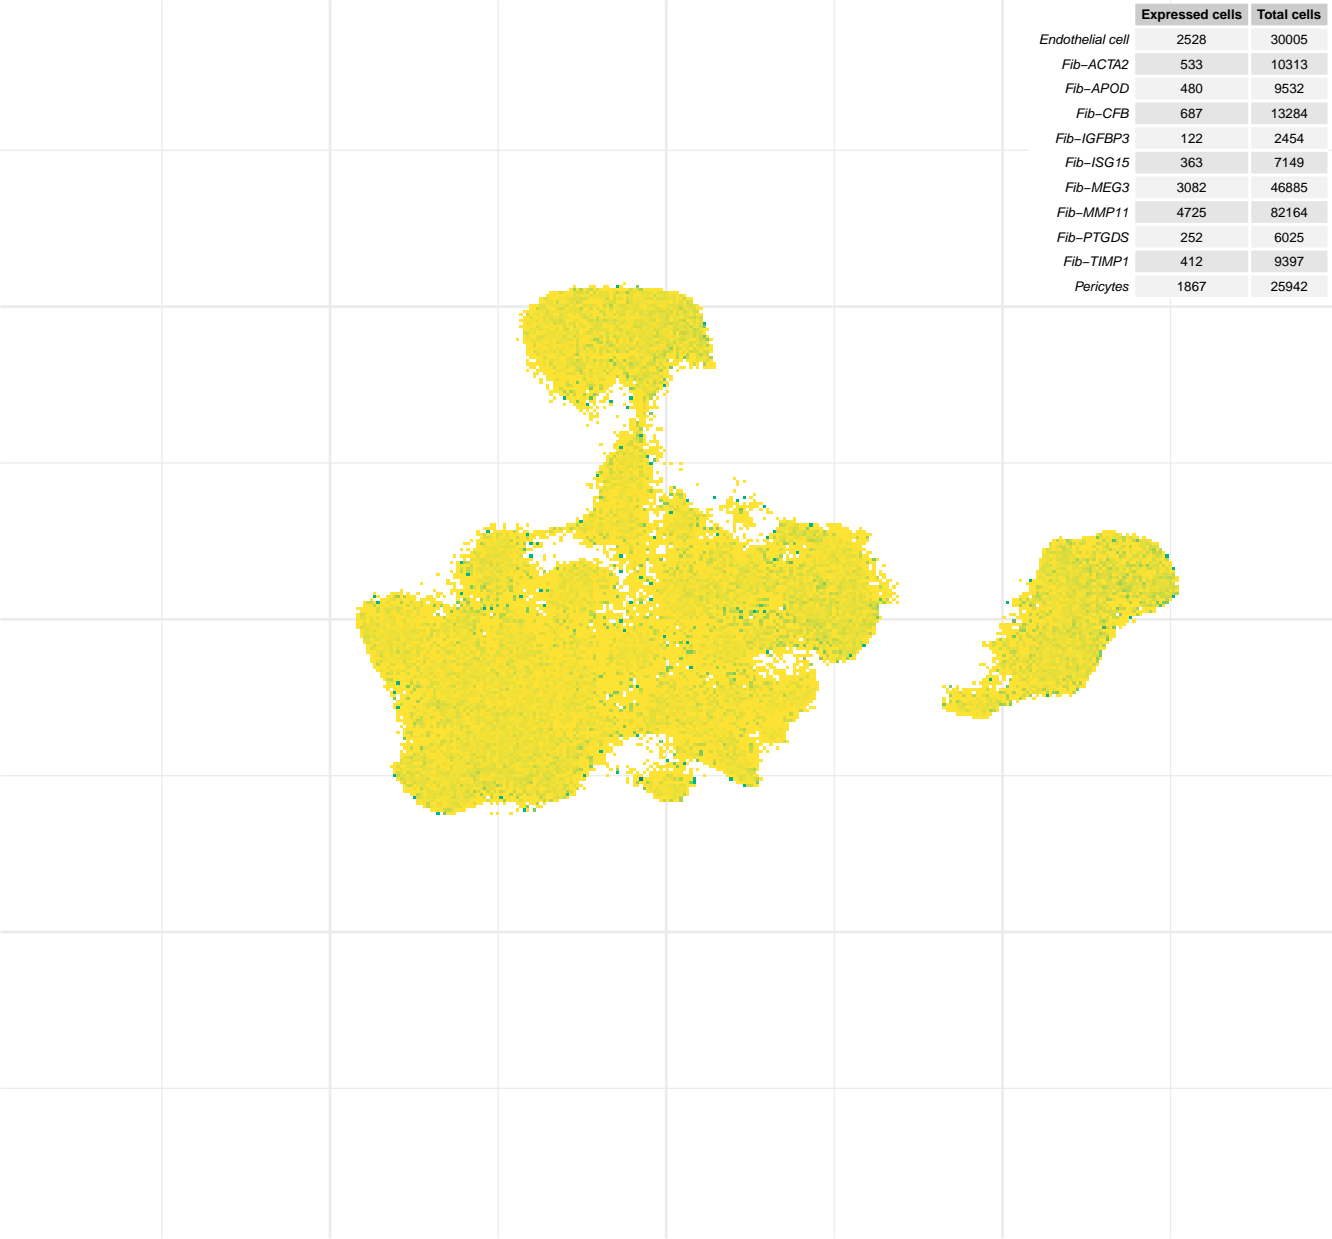 Expressed cells Total cells
Endothelial cell 2528 30005
Fib−ACTA2 533 10313
Fib−APOD 480 9532
Fib−CFB 687 13284
Fib−IGFBP3 122 2454
Fib−ISG15 363 7149
Fib−MEG3 3082 46885
Fib−MMP11 4725 82164
Fib−PTGDS 252 6025
Fib−TIMP1 412 9397
Pericytes 1867 25942